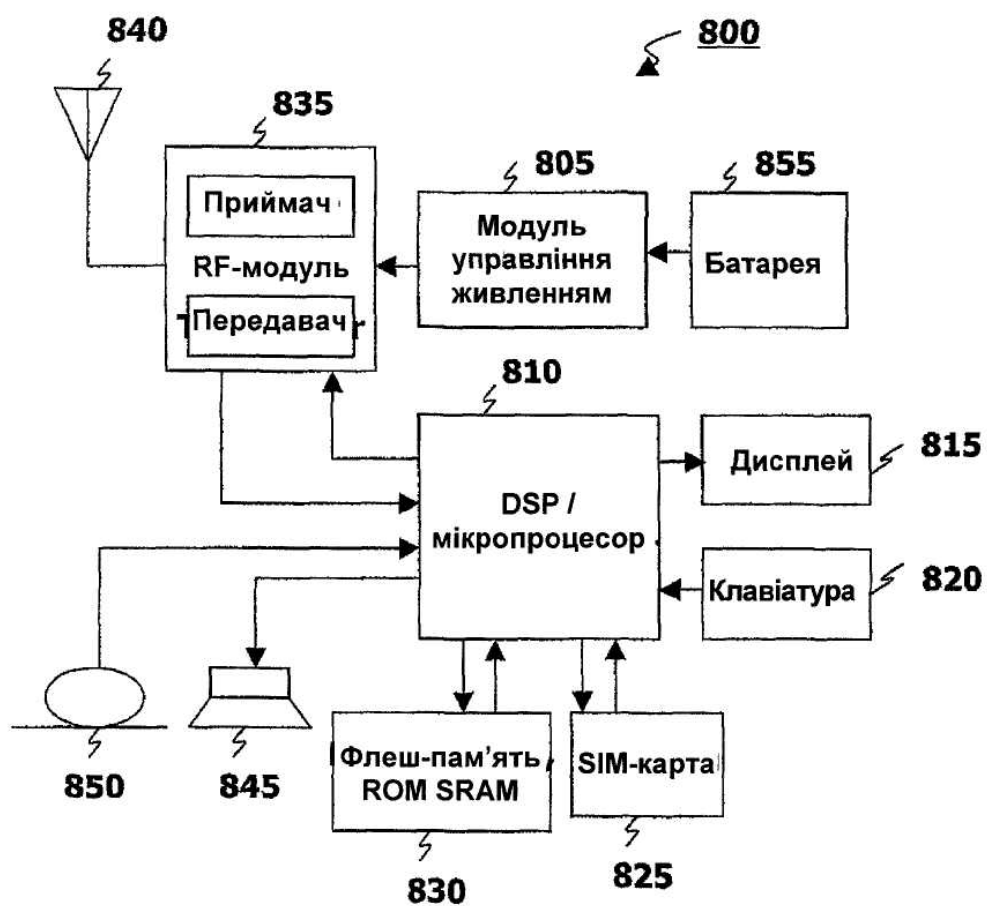 840
800
835
805
855
Приймач
RF-модуль
Передавач
Модуль
управління
живленням
Батарея
810
DSP /
мікропроцесор
Дисплей
815
Клавіатура
820
850
845
Флеш-пам’ять
ROM SRAM
830
SIM-карта
825